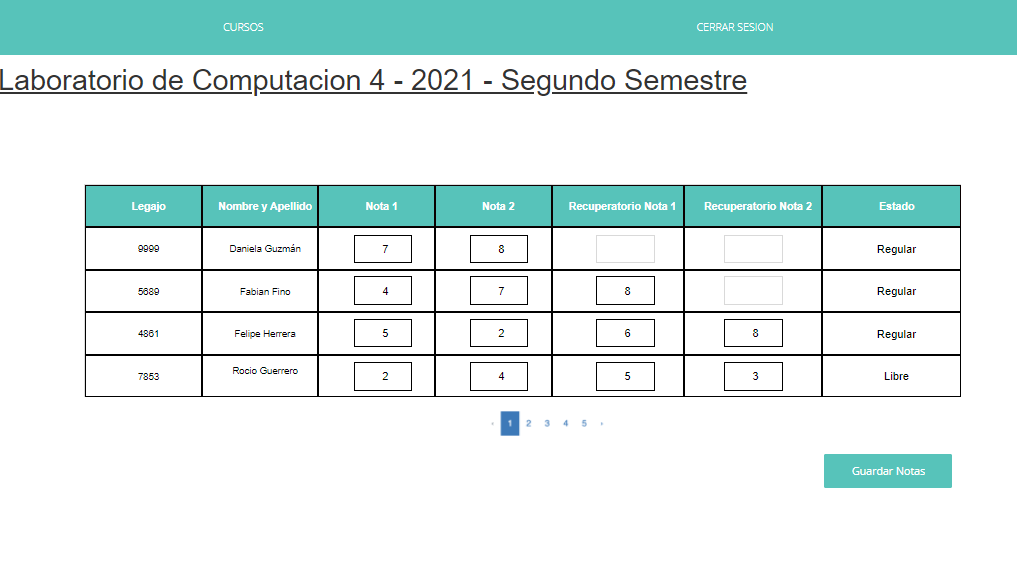 CURSOS CERRAR SESION
Laboratorio de Computacion 4 - 2021 - Segundo Semestre
Legajo Nombre y Apellido Nota 1 Nota 2 Recuperatorio Nota 1 Recuperatorio Nota 2 Estado
9999 Daniela Guzmán 7 8 Regular
5689 Fabian Fino 4 7 8 Regular
4861 Felipe Herrera 5 2 6 8 Regular
7853 Rocio Guerrero 2 4 5 3 Libre
1 2 3 4 5
Guardar Notas